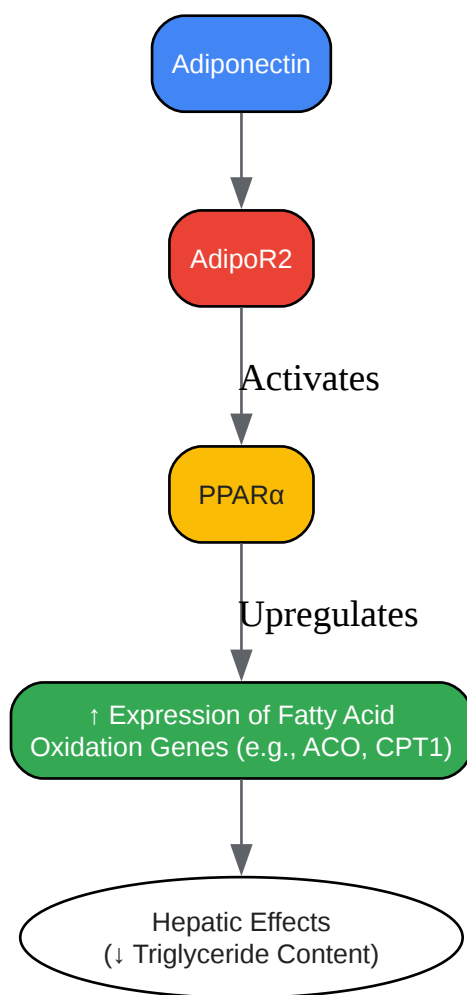 Adiponectin
AdipoR2
Activates
PPARα
Upregulates
↑ Expression of Fatty Acid
Oxidation Genes (e.g., ACO, CPT1)
Hepatic Effects
(↓ Triglyceride Content)